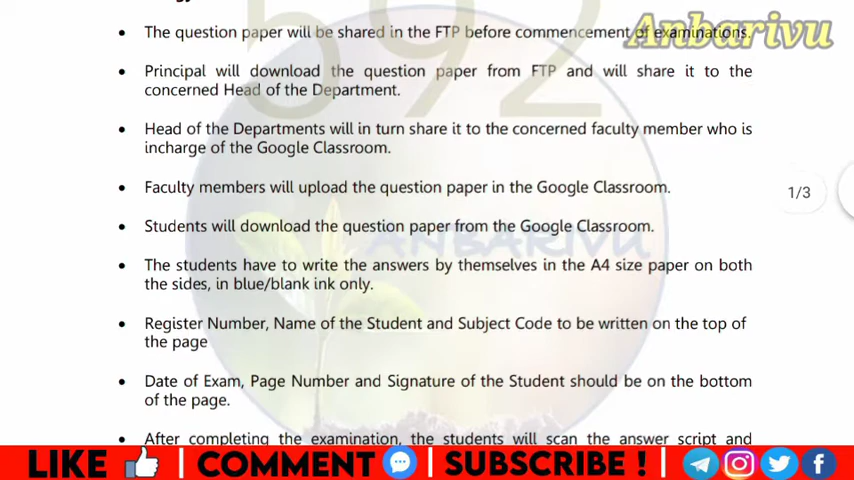 Anbarivu
The question paper will be shared in the FTP before commencement of examinations.
Principal will download the question paper from FTP and will share it to the
concerned Head of the Department.
Head of the Departments will in turn share it to the concerned faculty member who is
incharge of the Google Classroom.
1/3
Faculty members will upload the question paper in the Google Classroom.
Students will download the question paper from the Google Classroom.
ANBARIVU
The students have to write the answers by themselves in the A4 size paper on both
the sides, in blue/blank ink only.
Register Number, Name of the Student and Subject Code to be written on the top of
the page
Date of Exam, Page Number and Signature of the Student should be on the bottom
of the page.
After completing the examination, the students will scan the answer script and
LIKE | COMMENT | SUBSCRIBE ! |